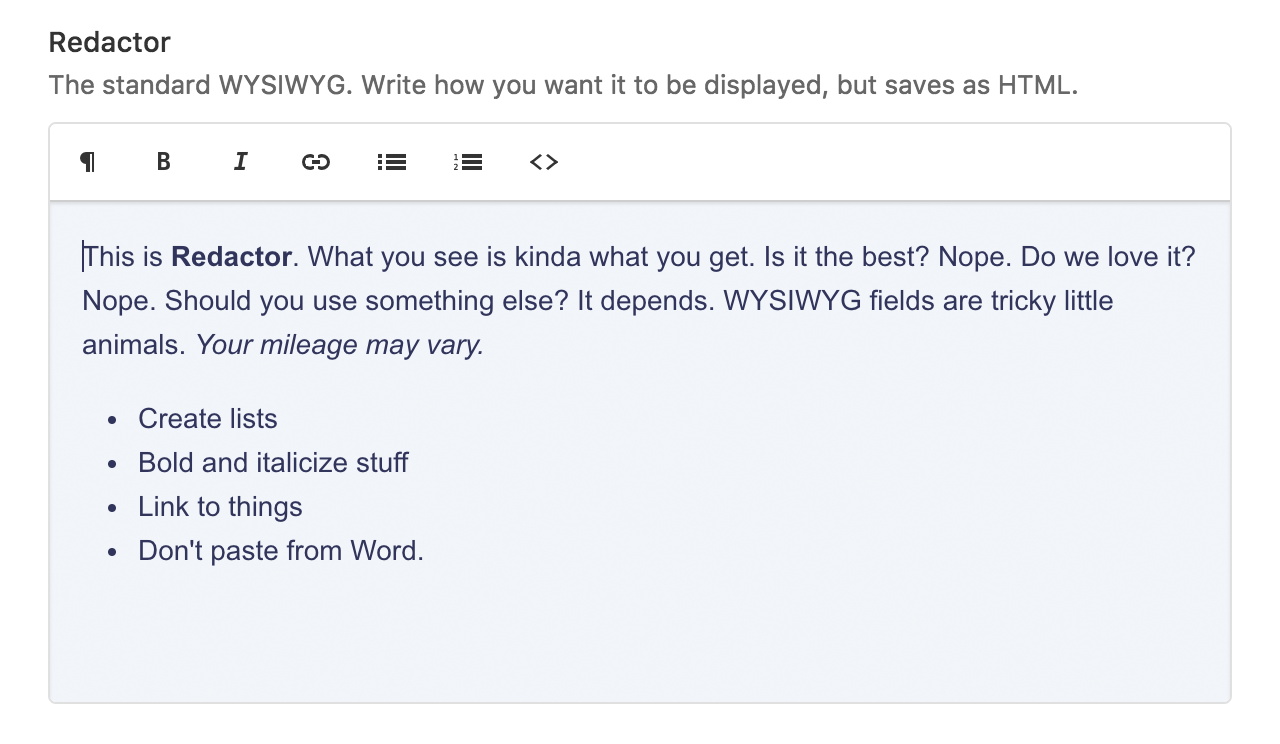 Redactor
The standard WYSIWYG. Write how you want it to be displayed, but saves as HTML.
¶ B I 1 2 <>
This is Redactor. What you see is kinda what you get. Is it the best? Nope. Do we love it?
Nope. Should you use something else? It depends. WYSIWYG fields are tricky little
animals. Your mileage may vary.
• Create lists
• Bold and italicize stuff
• Link to things
• Don't paste from Word.